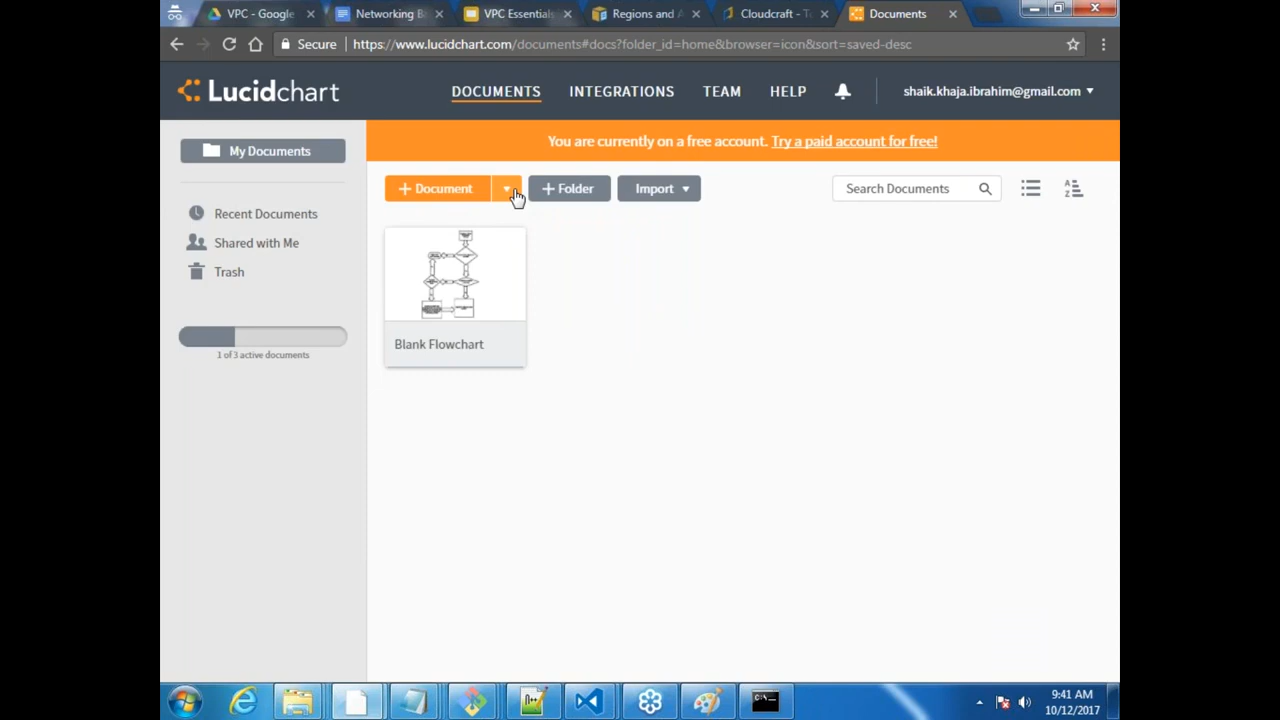 VPC - Google
Networking B
VPC Essentials
Regions and A
Cloudcraft - T
Documents
Secure
https://www.lucidchart.com/documents#docs?folder_id=home&browser=icon&sort=saved-desc
Lucidchart
DOCUMENTS
INTEGRATIONS
TEAM
HELP
shaik.khaja.ibrahim@gmail.com
My Documents
You are currently on a free account. Try a paid account for free!
+ Document
+ Folder
Import
Search Documents
Recent Documents
Shared with Me
Trash
1 of 3 active documents
Blank Flowchart
9:41 AM
10/12/2017